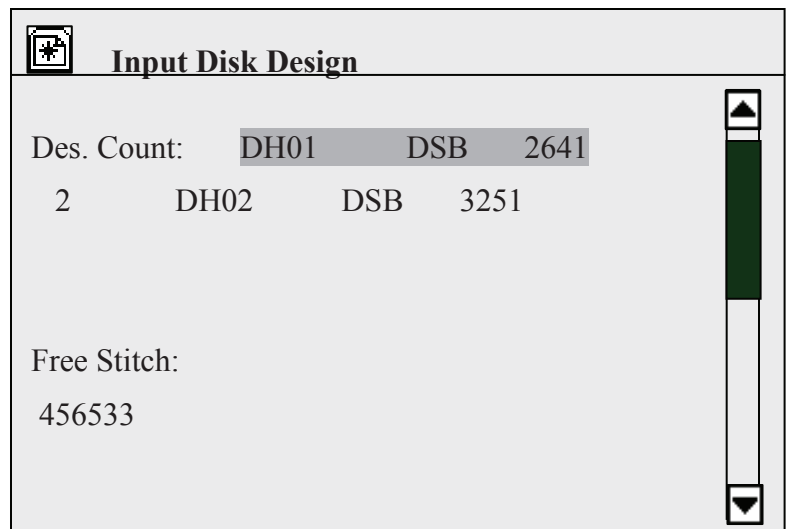 Input Disk Design
Des. Count: DH01 DSB 2641
2 DH02 DSB 3251
Free Stitch:
456533